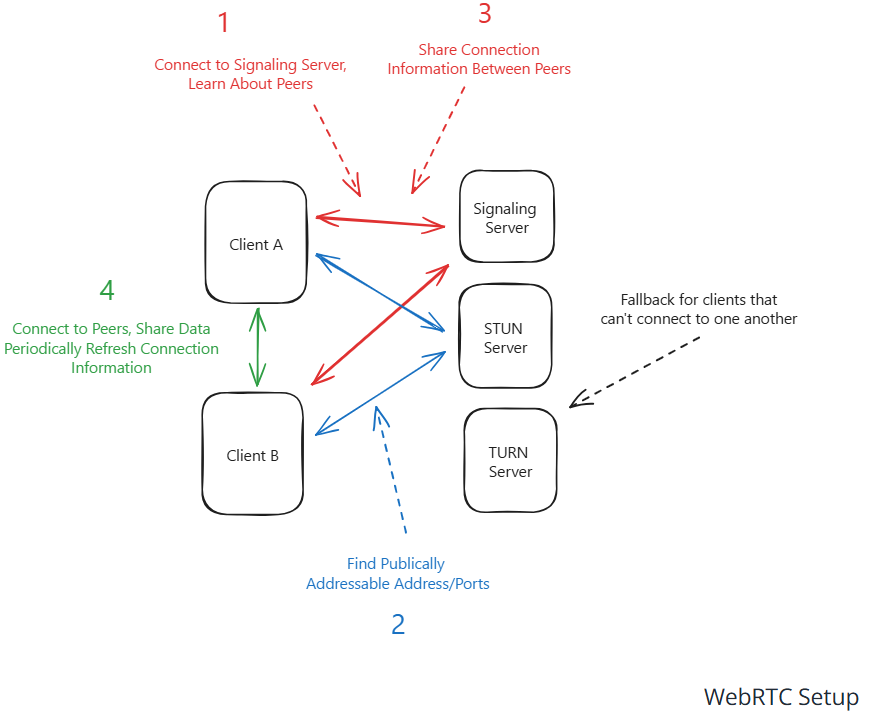 1
Connect to Signaling Server,
Learn About Peers
3
Share Connection
Information Between Peers
Client A
Signaling
Server
4
Connect to Peers, Share Data
Periodically Refresh Connection
Information
STUN
Server
Fallback for clients that
can't connect to one another
Client B
TURN
Server
Find Publically
Addressable Address/Ports
2
WebRTC Setup